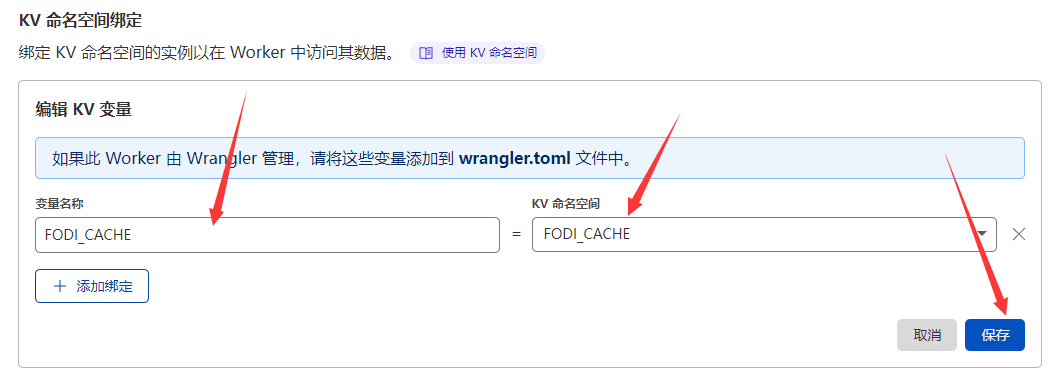 KV 命名空间绑定
绑定 KV 命名空间的实例以在 Worker 中访问其数据。 使用 KV 命名空间
编辑 KV 变量
如果此 Worker 由 Wrangler 管理，请将这些变量添加到 wrangler.toml 文件中。
变量名称 KV 命名空间
FODI_CACHE = FODI_CACHE
添加绑定
取消 保存